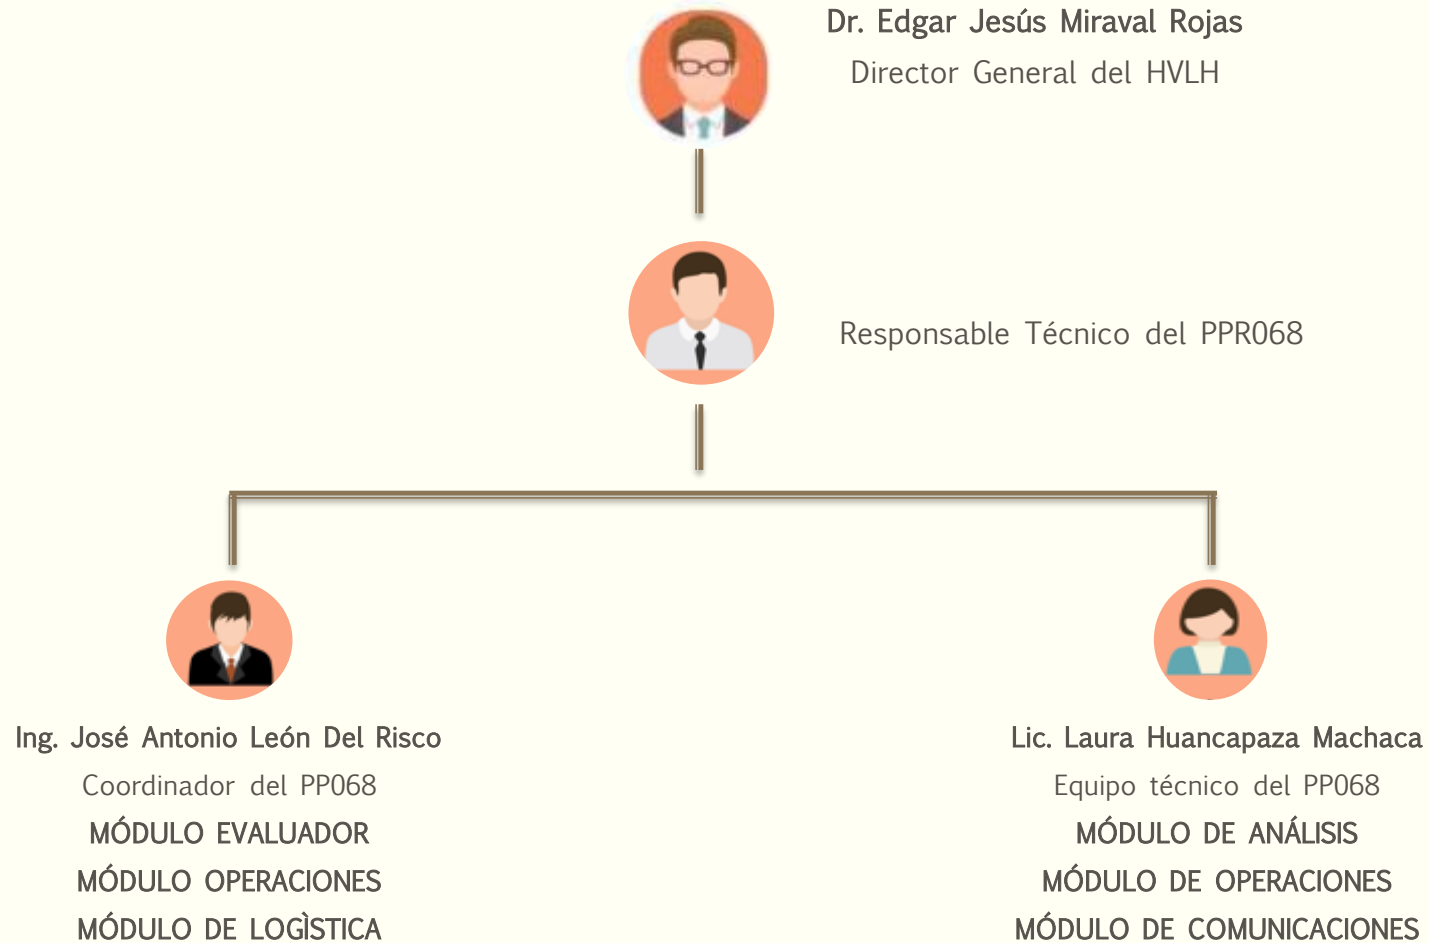 Dr. Edgar Jesús Miraval Rojas
Director General del HVLH
Responsable Técnico del PPR068
Ing. José Antonio León Del Risco
Coordinador del PP068
MÓDULO EVALUADOR
MÓDULO OPERACIONES
MÓDULO DE LOGÌSTICA
Lic. Laura Huancapaza Machaca
Equipo técnico del PP068
MÓDULO DE ANÁLISIS
MÓDULO DE OPERACIONES
MÓDULO DE COMUNICACIONES